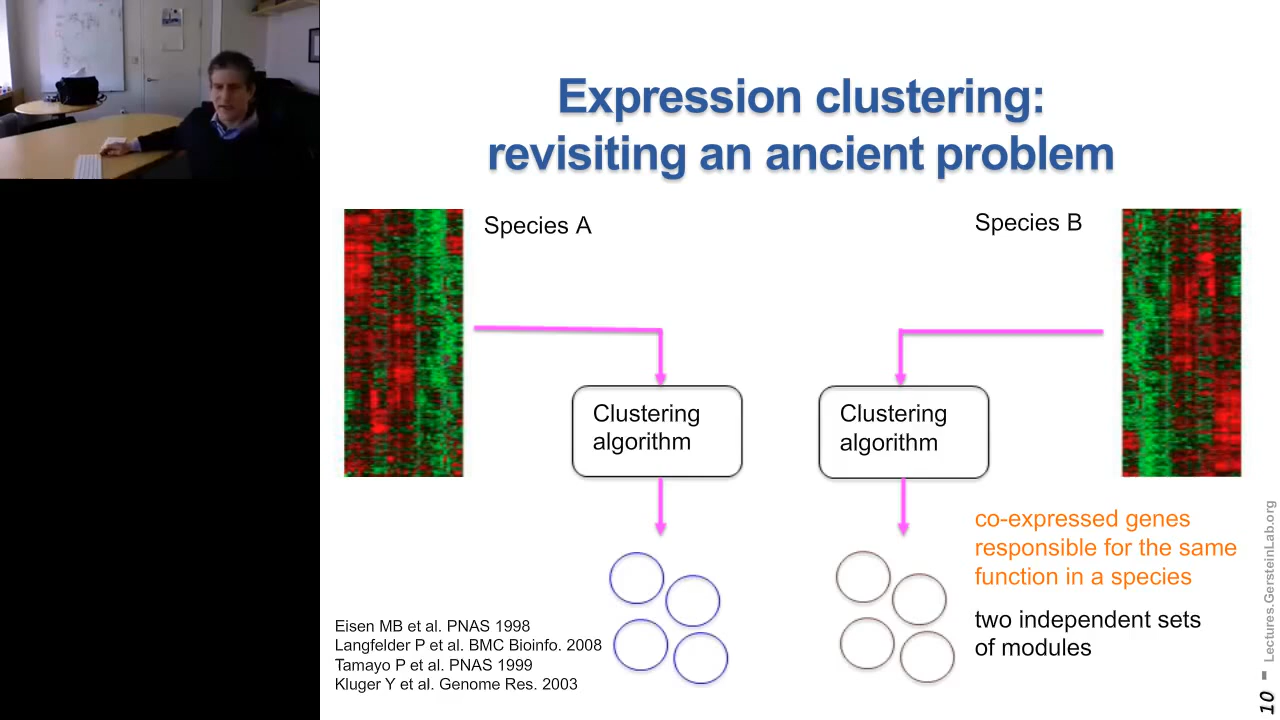 Expression clustering:
revisiting an ancient problem
Species A
Species B
Clustering
algorithm
Clustering
algorithm
co-expressed genes
responsible for the same
function in a species
two independent sets
of modules
Eisen MB et al. PNAS 1998
Langfelder P et al. BMC Bioinfo. 2008
Tamayo P et al. PNAS 1999
Kluger Y et al. Genome Res. 2003
10 - Lectures.GersteinLab.org